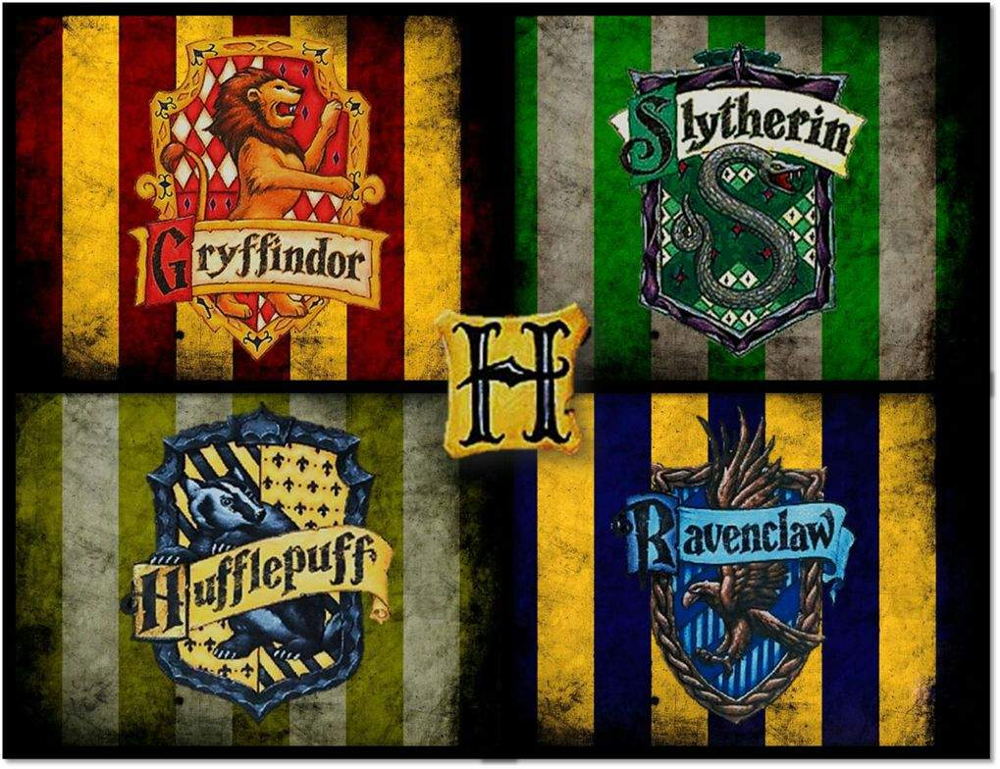 Gryffindor
Slytherin
H
Hufflepuff
Ravenclaw